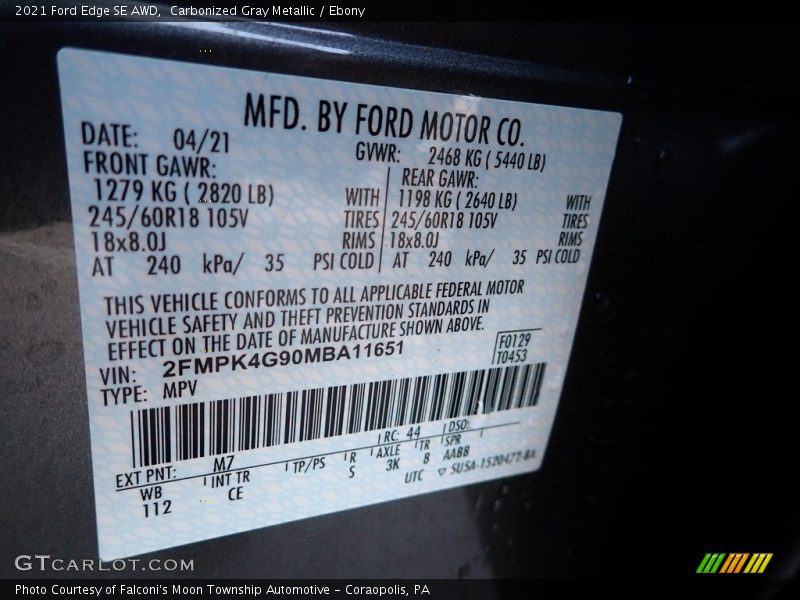 2021 Ford Edge SE AWD,  Carbonized Gray Metallic / Ebony
MFD. BY FORD MOTOR CO.
DATE: 04/21
GVWR: 2468 KG ( 5440 LB)
FRONT GAWR:
REAR GAWR:
1279 KG ( 2820 LB) WITH
1198 KG ( 2640 LB) WITH
245/60R18 105V TIRES
245/60R18 105V TIRES
18x8.0J RIMS
18x8.0J RIMS
AT 240 kPa/ 35 PSI COLD
AT 240 kPa/ 35 PSI COLD
THIS VEHICLE CONFORMS TO ALL APPLICABLE FEDERAL MOTOR
VEHICLE SAFETY AND THEFT PREVENTION STANDARDS IN
EFFECT ON THE DATE OF MANUFACTURE SHOWN ABOVE.
VIN: 2FMPK4G90MBA11651
F0129
TYPE: MPV
T0453
EXT PNT: M7 RC: 44 DSO:
WB INT TR TP/PS R AXLE TR SPR
112 CE S 3K 8 AABB
UTC ▽ 5U5A-1520472-BA
GTCARLOT.COM
Photo Courtesy of Falconi's Moon Township Automotive – Coraopolis, PA